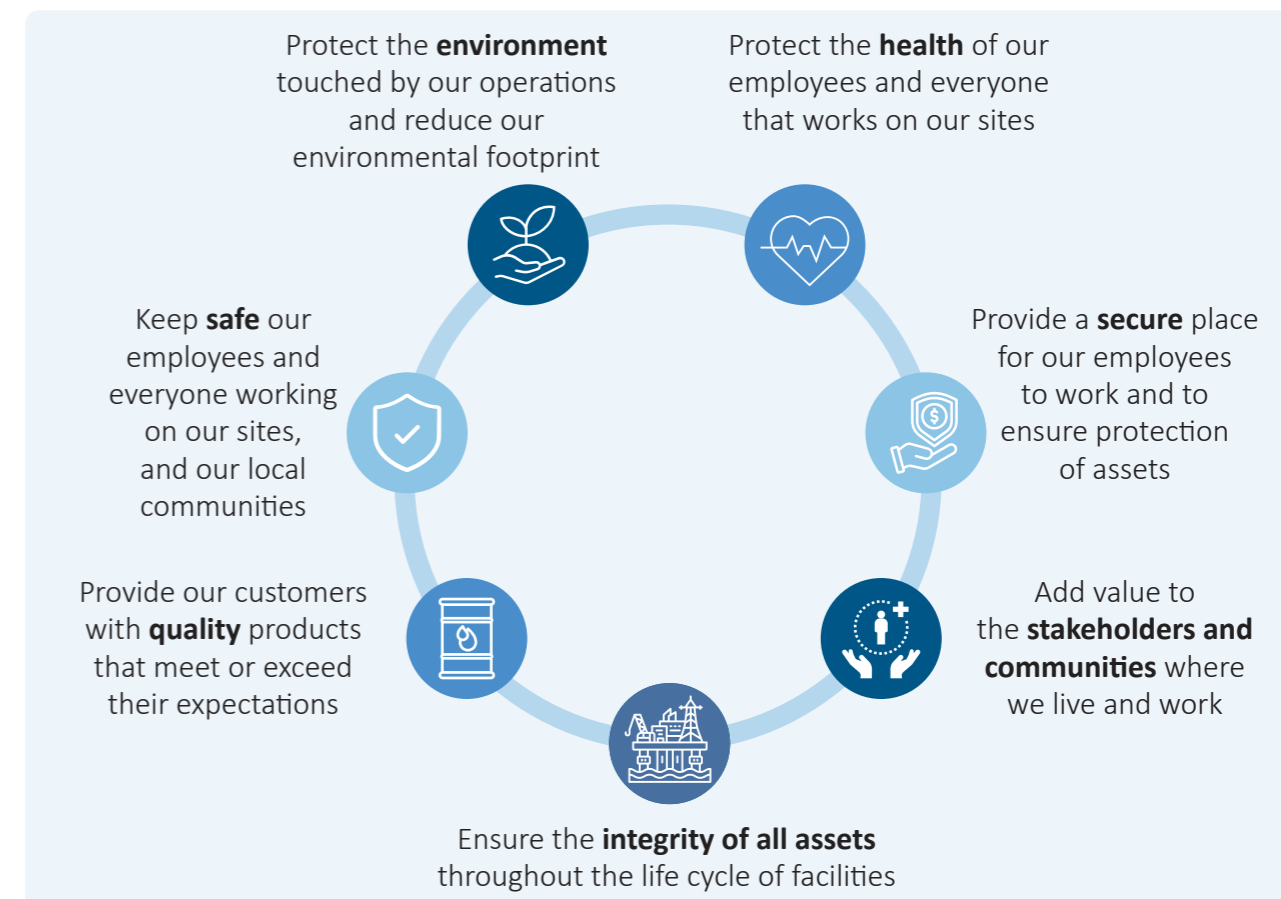 Protect the environment
touched by our operations
and reduce our
environmental footprint
Protect the health of our
employees and everyone
that works on our sites
Provide a secure place
for our employees
to work and to
ensure protection
of assets
Add value to
the stakeholders and
communities where
we live and work
Ensure the integrity of all assets
throughout the life cycle of facilities
Provide our customers
with quality products
that meet or exceed
their expectations
Keep safe our
employees and
everyone working
on our sites,
and our local
communities
$